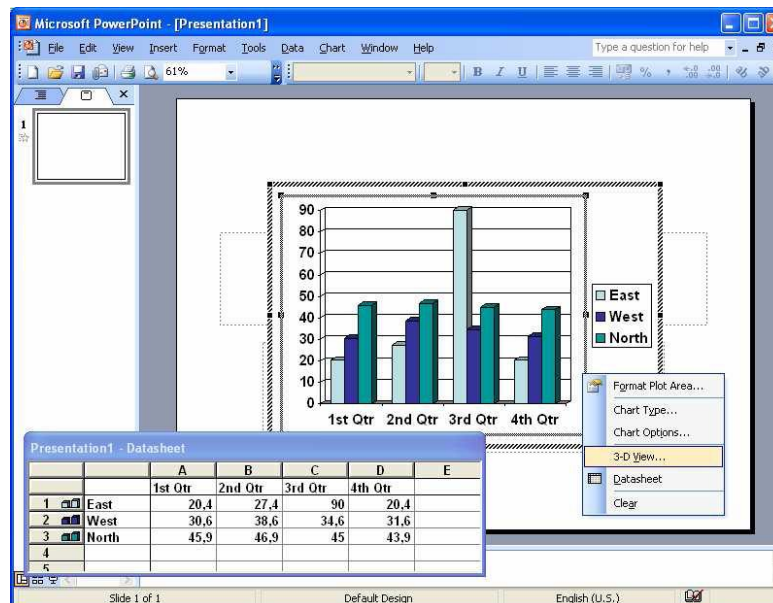 Microsoft PowerPoint - [Presentation1]
File Edit View Insert Format Tools Data Chart Window Help Type a question for help
61% B I U
1
90
80
70
60
50
40
30
20
10
0
1st Qtr 2nd Qtr 3rd Qtr 4th Qtr
East
West
North
Format Plot Area...
Chart Type...
Chart Options...
3-D View...
Datasheet
Clear
Presentation1 - Datasheet
A B C D E
1st Qtr 2nd Qtr 3rd Qtr 4th Qtr
1 East 20,4 27,4 90 20,4
2 West 30,6 38,6 34,6 31,6
3 North 45,9 46,9 45 43,9
4
5
Slide 1 of 1 Default Design English (U.S.)